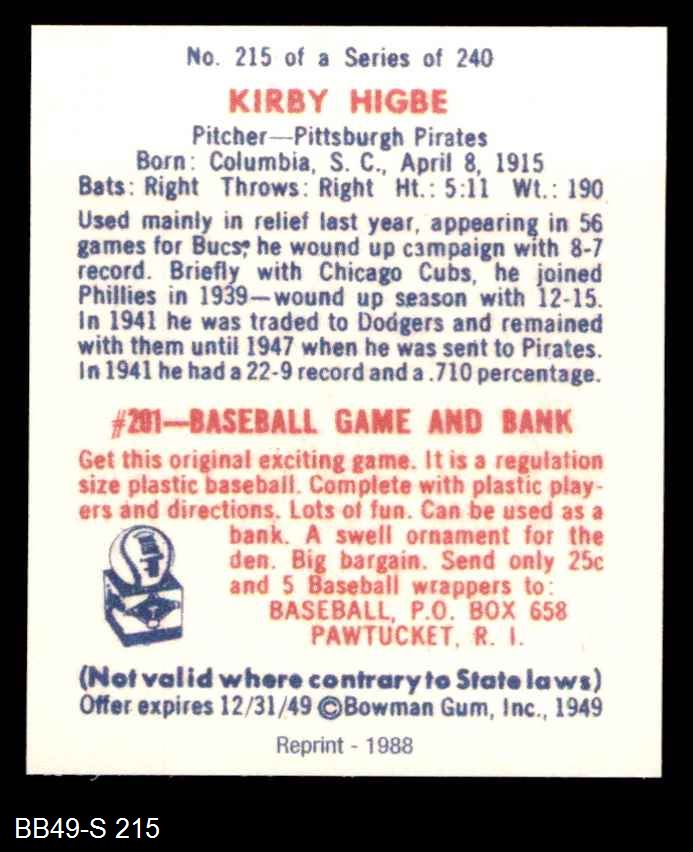 No. 215 of a Series of 240
KIRBY HIGBE
Pitcher—Pittsburgh Pirates
Born: Columbia, S. C., April 8, 1915
Bats: Right Throws: Right Ht.: 5:11 Wt.: 190
Used mainly in relief last year, appearing in 56
games for Bucs, he wound up campaign with 8-7
record. Briefly with Chicago Cubs, he joined
Phillies in 1939—wound up season with 12-15.
In 1941 he was traded to Dodgers and remained
with them until 1947 when he was sent to Pirates.
In 1941 he had a 22-9 record and a .710 percentage.
#201—BASEBALL GAME AND BANK
Get this original exciting game. It is a regulation
size plastic baseball. Complete with plastic play-
ers and directions. Lots of fun. Can be used as a
bank. A swell ornament for the
den. Big bargain. Send only 25c
and 5 Baseball wrappers to:
BASEBALL, P.O. BOX 658
PAWTUCKET, R. I.
(Not valid where contrary to State laws)
Offer expires 12/31/49 ©Bowman Gum, Inc., 1949
Reprint - 1988
BB49-S 215